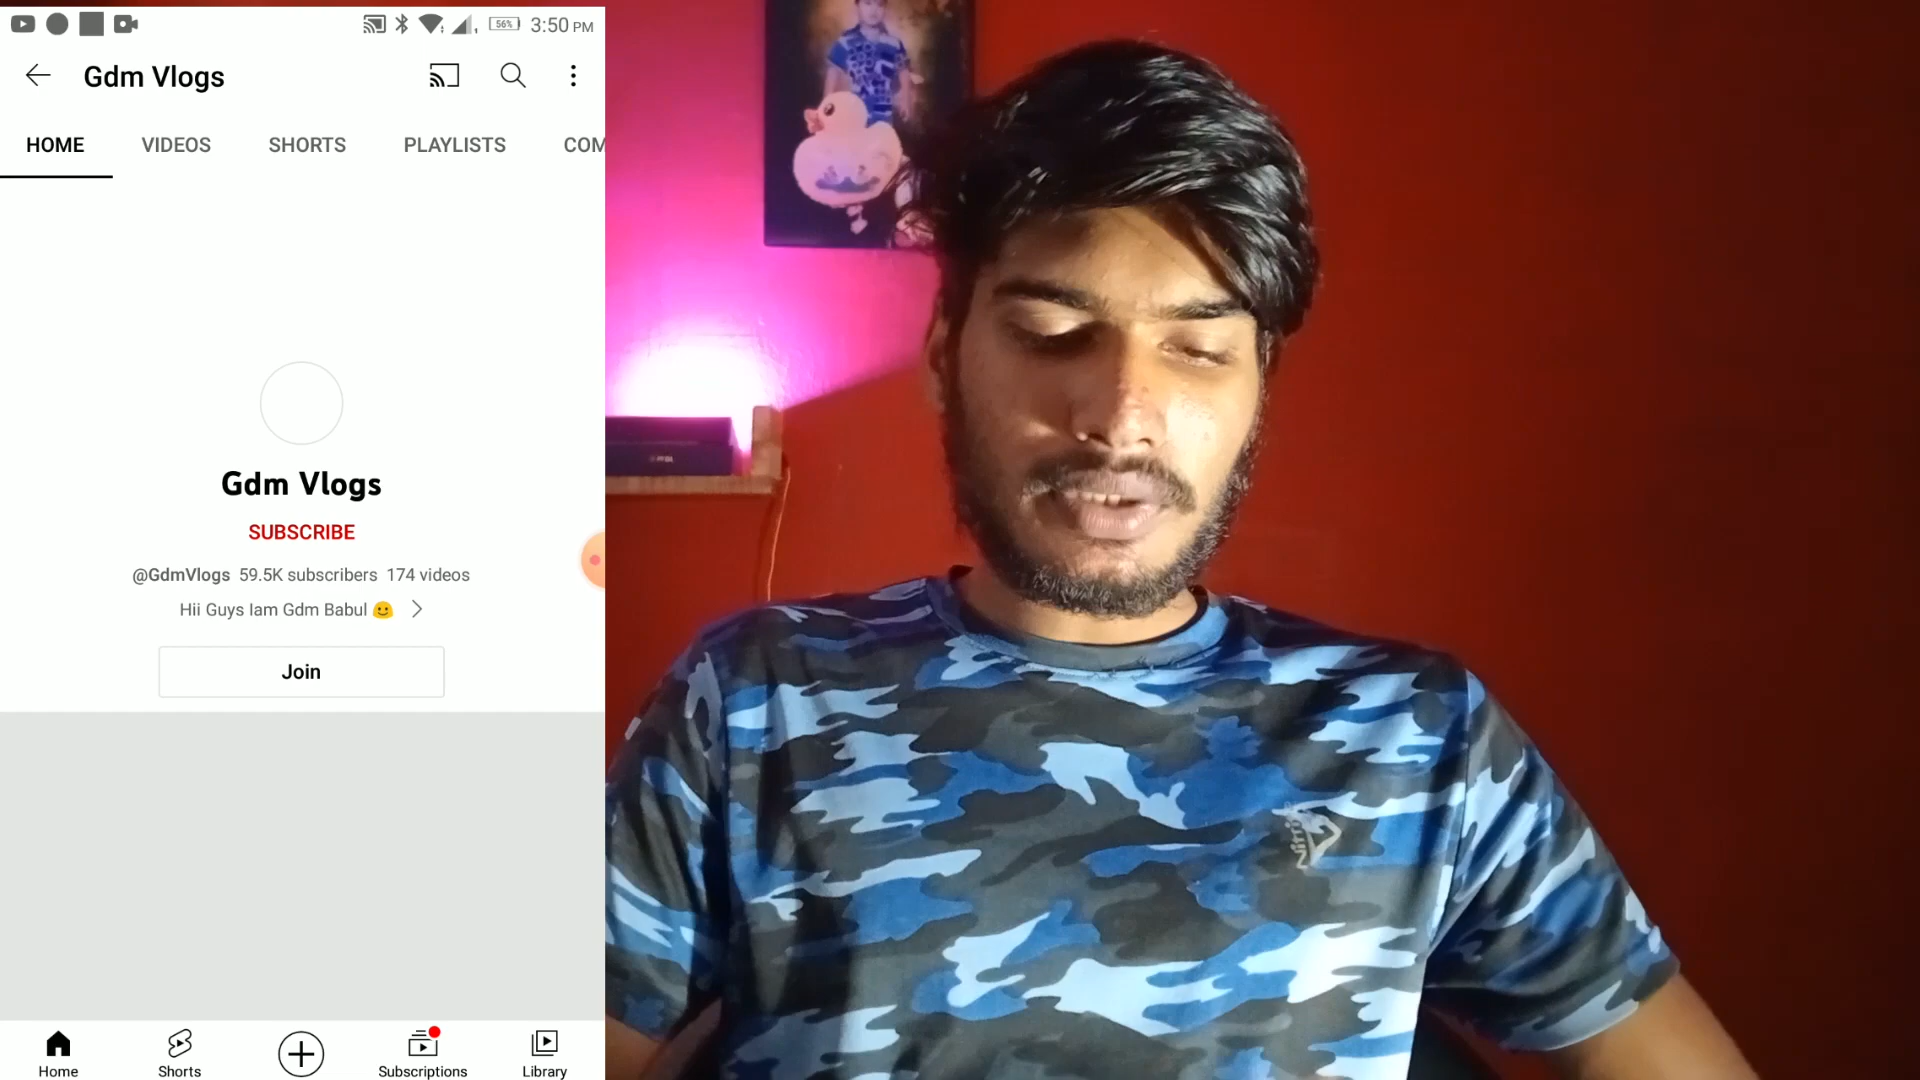 56% 3:50 PM
Gdm Vlogs
HOME VIDEOS SHORTS PLAYLISTS COM
Gdm Vlogs
SUBSCRIBE
@GdmVlogs 59.5K subscribers 174 videos
Hii Guys Iam Gdm Babul 🙂
Join
Home Shorts Subscriptions Library